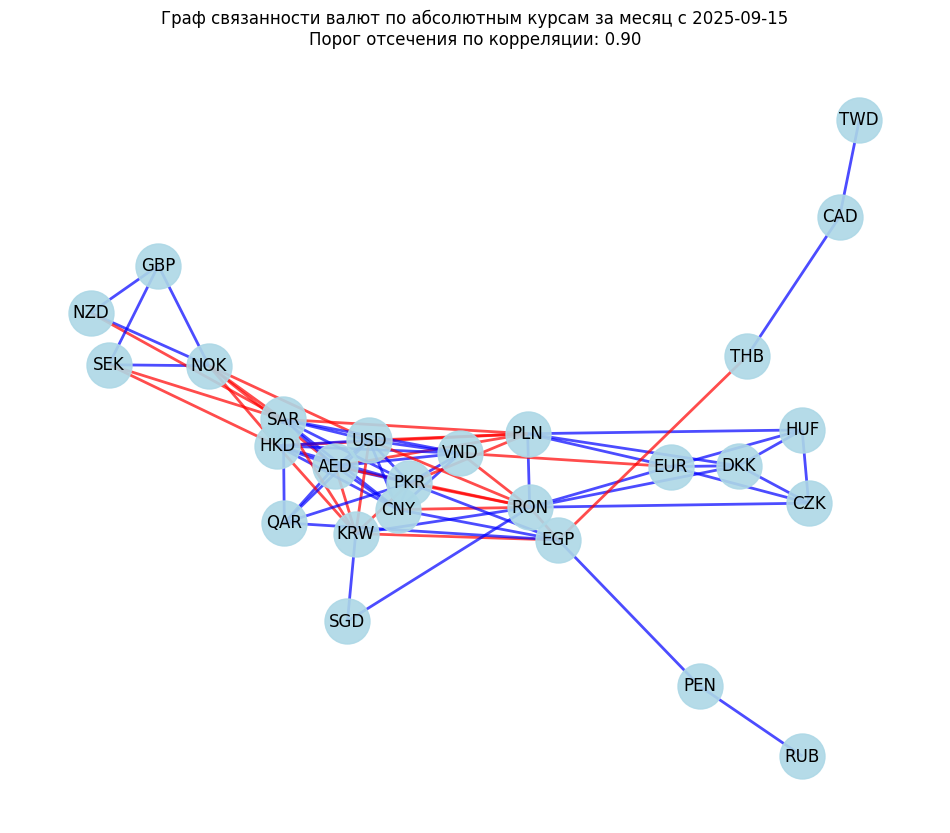 Граф связанности валют по абсолютным курсам за месяц с 2025-09-15
Порог отсечения по корреляции: 0.90
TWD
CAD
GBP
NZD
THB
SEK
NOK
SAR
HUF
PLN
USD
HKD
VND
AED
EUR
DKK
PKR
CZK
RON
CNY
QAR
KRW
EGP
SGD
PEN
RUB